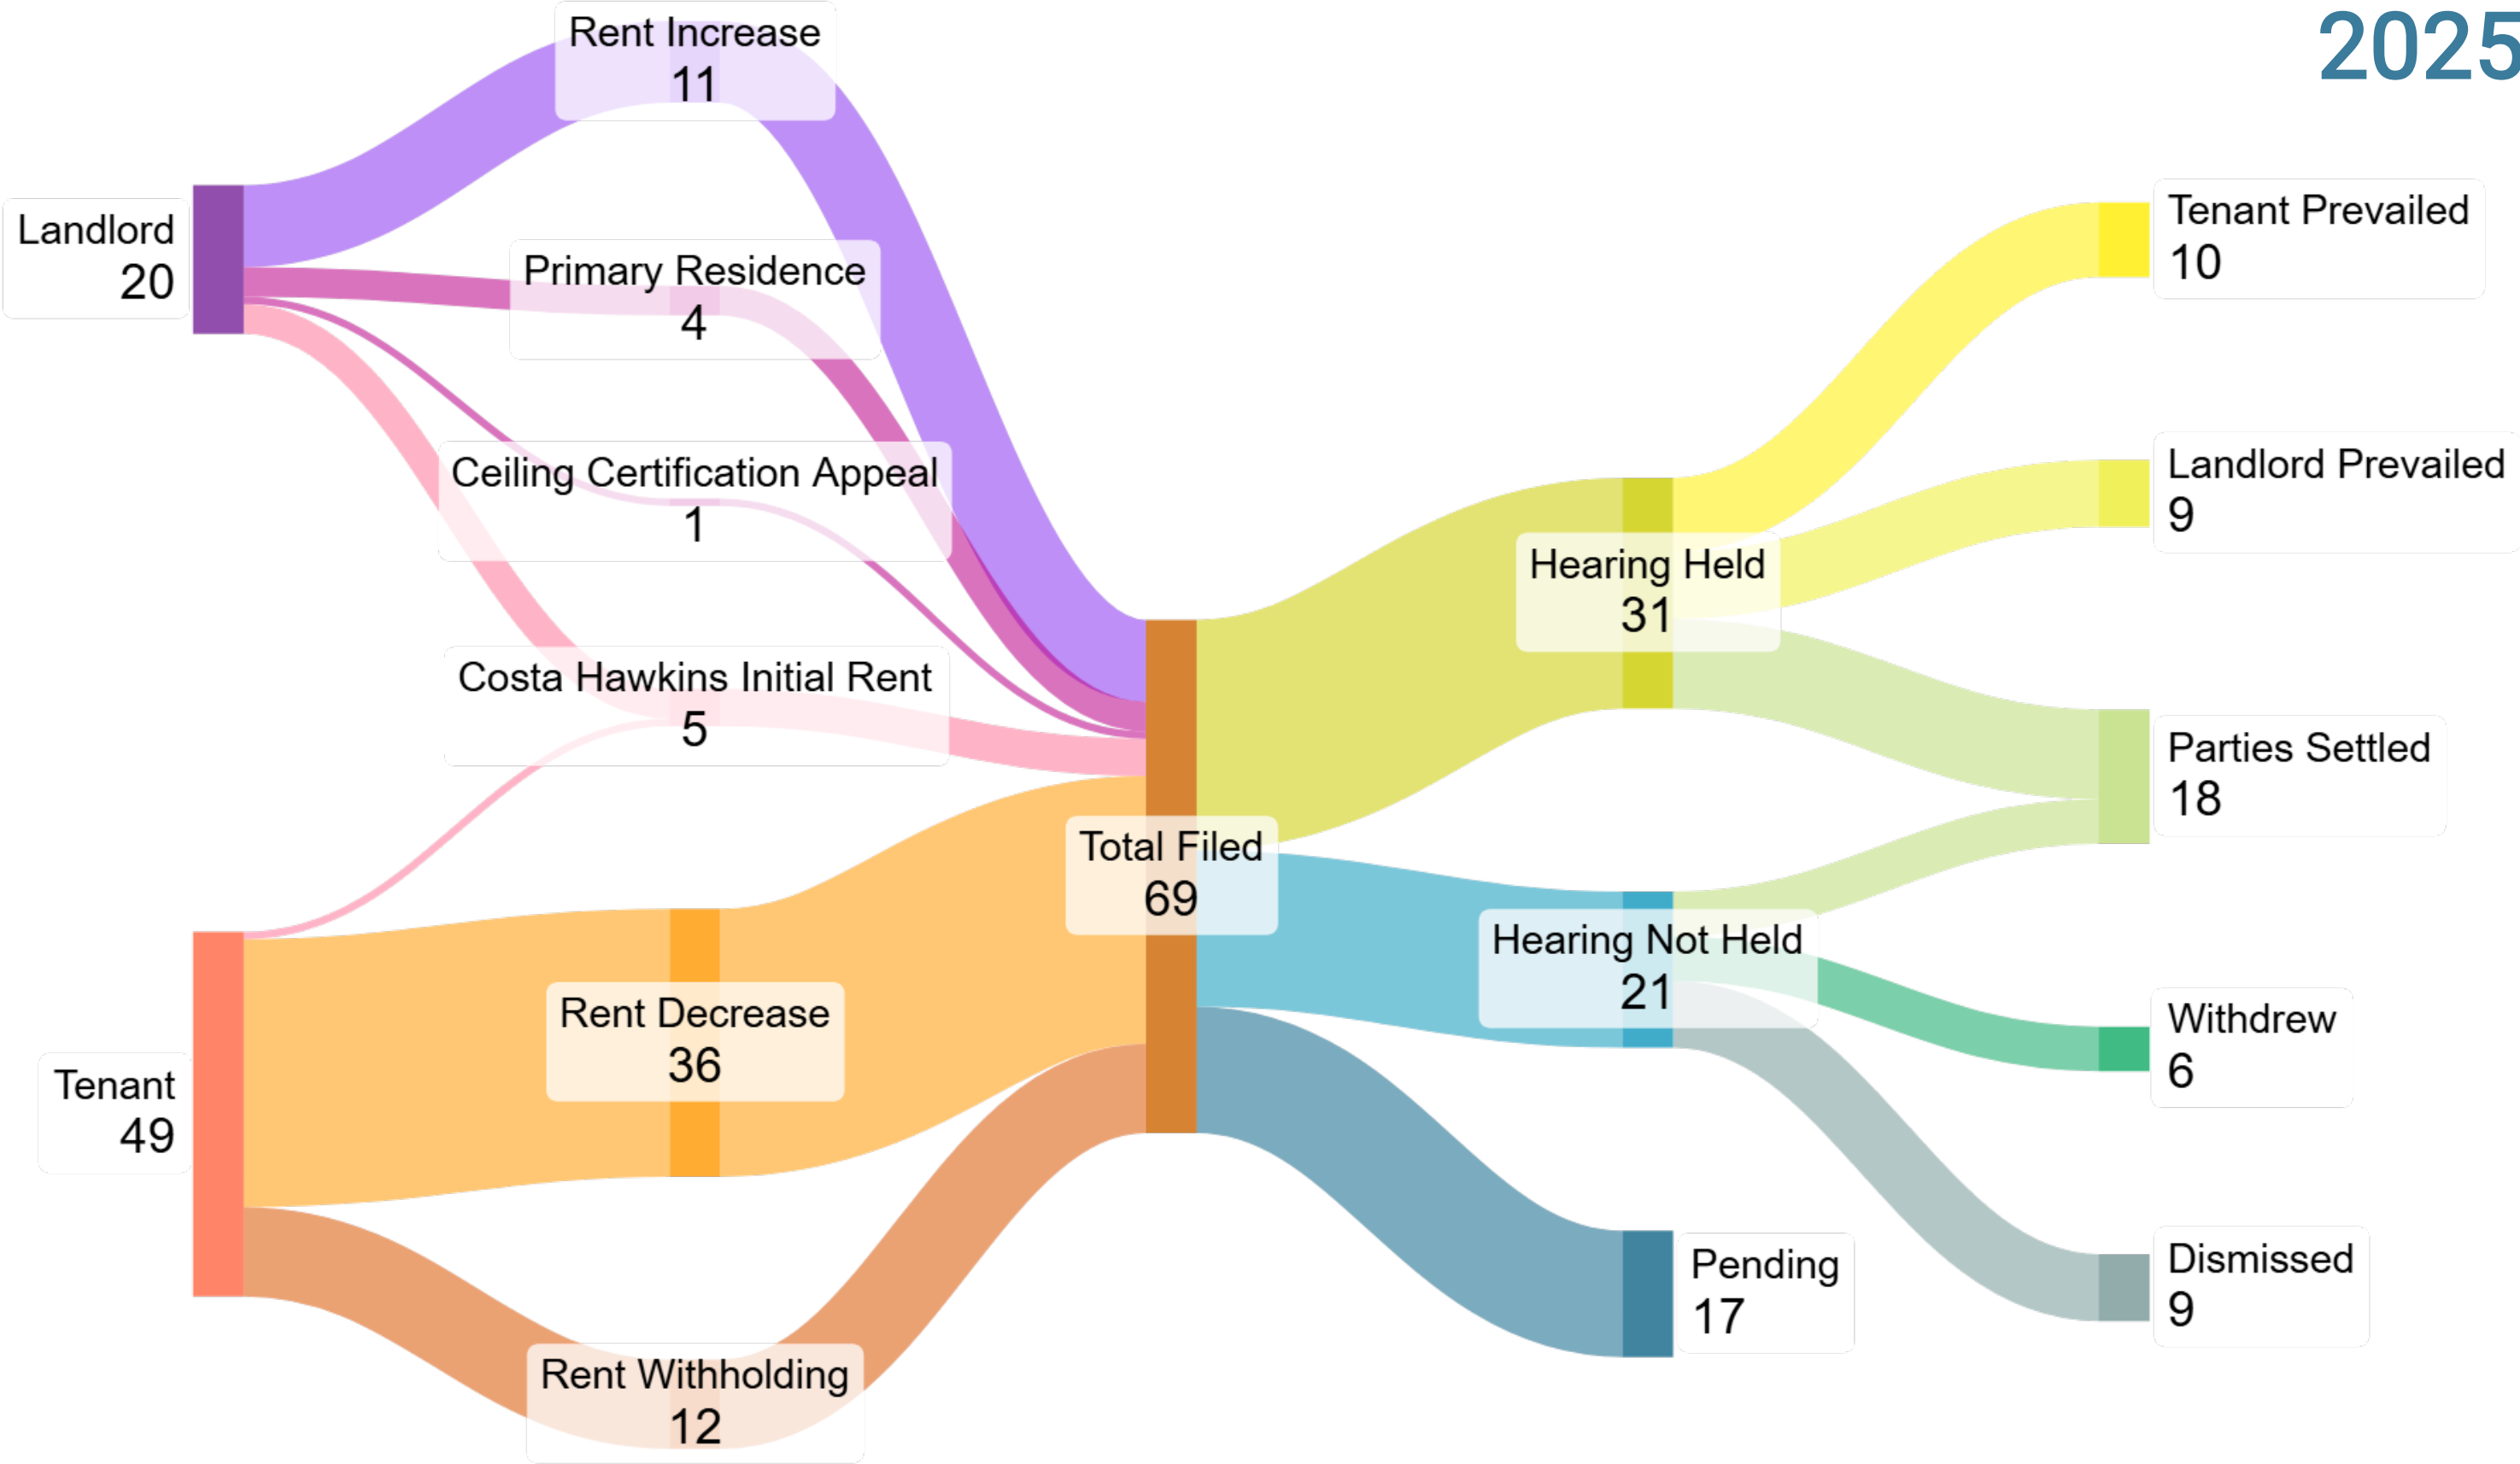 2025
Rent Increase
11
Landlord
20
Primary Residence
4
Ceiling Certification Appeal
1
Costa Hawkins Initial Rent
5
Tenant
49
Rent Decrease
36
Rent Withholding
12
Total Filed
69
Hearing Held
31
Hearing Not Held
21
Pending
17
Tenant Prevailed
10
Landlord Prevailed
9
Parties Settled
18
Withdrew
6
Dismissed
9